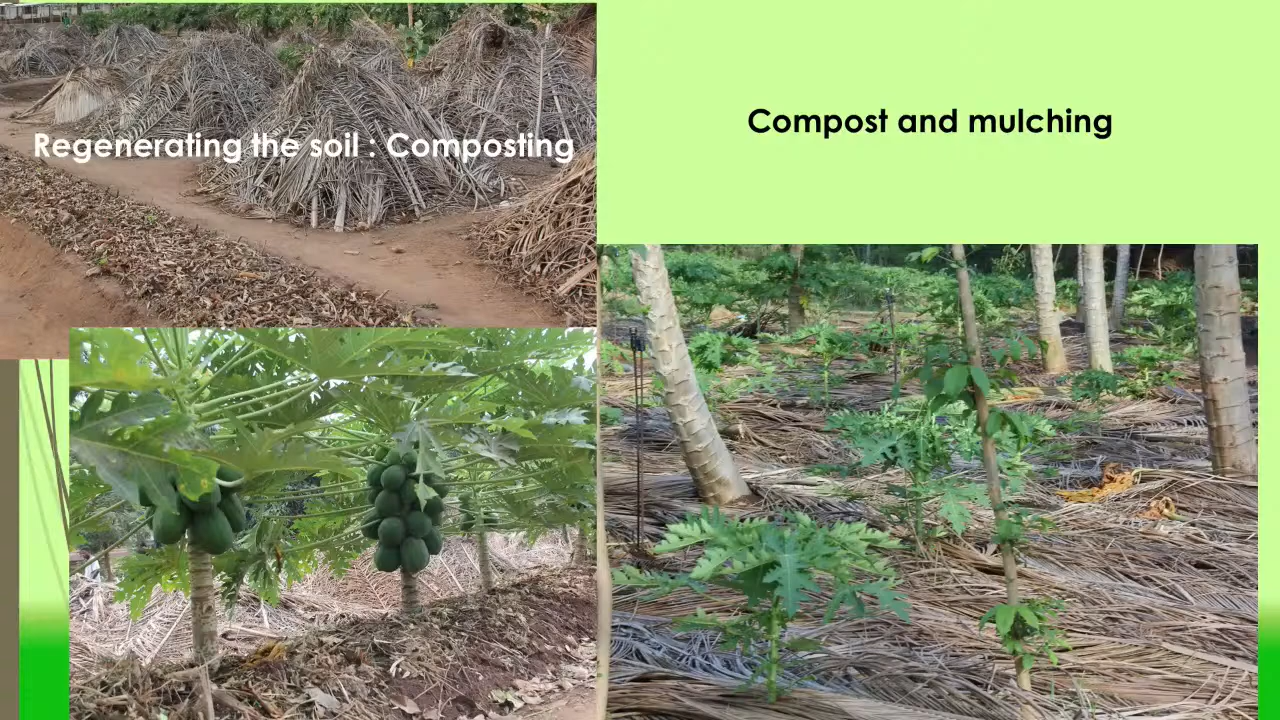 Regenerating the soil : Composting
Compost and mulching